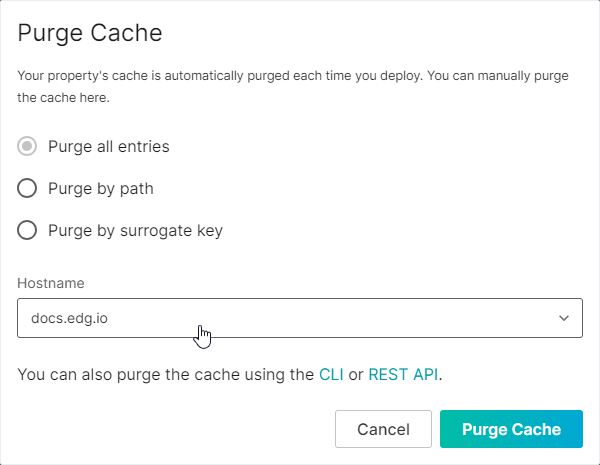 Purge Cache
Your property's cache is automatically purged each time you deploy. You can manually purge
the cache here.
Purge all entries
Purge by path
Purge by surrogate key
Hostname
docs.edg.io
You can also purge the cache using the CLI or REST API.
Cancel
Purge Cache